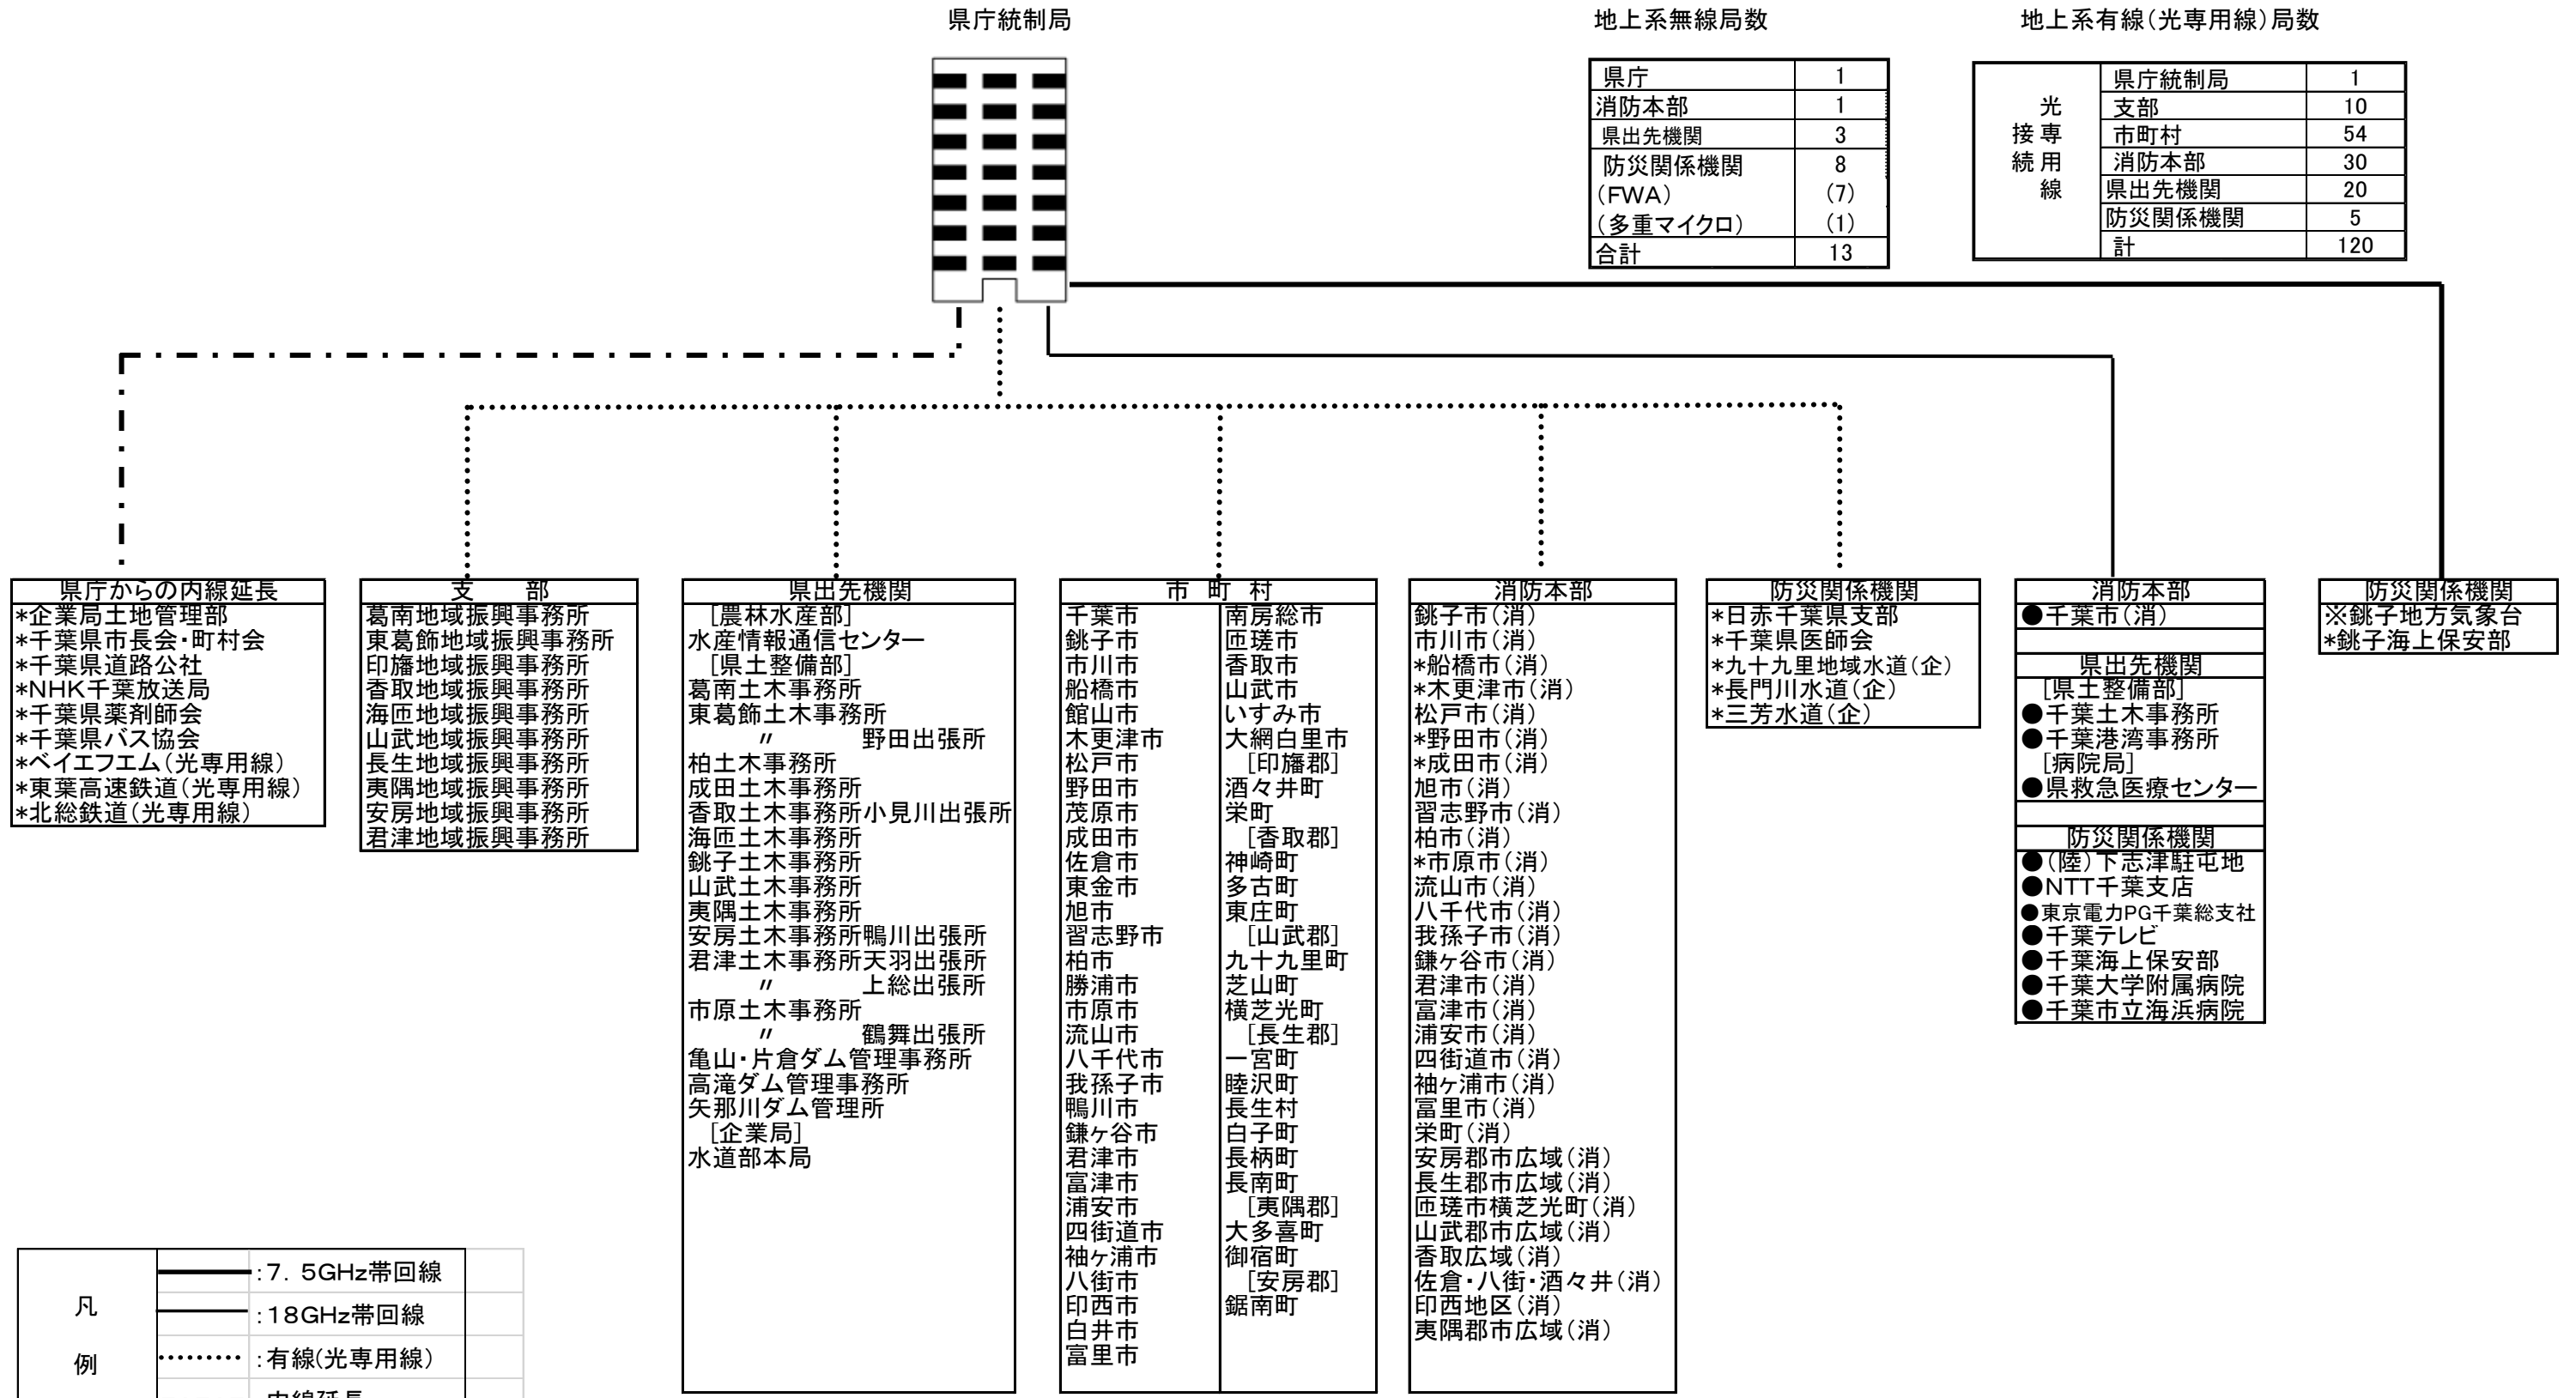 県庁統制局
地上系無線局数
県庁 1
消防本部 1
県出先機関 3
防災関係機関 8
(FWA) (7)
(多重マイクロ) (1)
合計 13
地上系有線(光専用線)局数
光専用線接続
県庁統制局 1
支部 10
市町村 54
消防本部 30
県出先機関 20
防災関係機関 5
計 120
県庁からの内線延長
*企業局土地管理部
*千葉県市長会・町村会
*千葉県道路公社
*NHK千葉放送局
*千葉県薬剤師会
*千葉県バス協会
*ベイエフエム(光専用線)
*東葉高速鉄道(光専用線)
*北総鉄道(光専用線)
支 部
葛南地域振興事務所
東葛飾地域振興事務所
印旛地域振興事務所
香取地域振興事務所
海匝地域振興事務所
山武地域振興事務所
長生地域振興事務所
夷隅地域振興事務所
安房地域振興事務所
君津地域振興事務所
県出先機関
[農林水産部]
水産情報通信センター
[県土整備部]
葛南土木事務所
東葛飾土木事務所
〃 野田出張所
柏土木事務所
成田土木事務所
香取土木事務所小見川出張所
海匝土木事務所
銚子土木事務所
山武土木事務所
夷隅土木事務所
安房土木事務所鴨川出張所
君津土木事務所天羽出張所
〃 上総出張所
市原土木事務所
〃 鶴舞出張所
亀山・片倉ダム管理事務所
高滝ダム管理事務所
矢那川ダム管理所
[企業局]
水道部本局
市 町 村
千葉市
銚子市
市川市
船橋市
館山市
木更津市
松戸市
野田市
茂原市
成田市
佐倉市
東金市
旭市
習志野市
柏市
勝浦市
市原市
流山市
八千代市
我孫子市
鴨川市
鎌ヶ谷市
君津市
富津市
浦安市
四街道市
袖ヶ浦市
八街市
印西市
白井市
富里市
南房総市
匝瑳市
香取市
山武市
いすみ市
大網白里市
[印旛郡]
酒々井町
栄町
[香取郡]
神崎町
多古町
東庄町
[山武郡]
九十九里町
芝山町
横芝光町
[長生郡]
一宮町
睦沢町
長生村
白子町
長柄町
長南町
[夷隅郡]
大多喜町
御宿町
[安房郡]
鋸南町
消防本部
銚子市(消)
市川市(消)
*船橋市(消)
*木更津市(消)
松戸市(消)
*野田市(消)
*成田市(消)
旭市(消)
習志野市(消)
柏市(消)
*市原市(消)
流山市(消)
八千代市(消)
我孫子市(消)
鎌ヶ谷市(消)
君津市(消)
富津市(消)
浦安市(消)
四街道市(消)
袖ヶ浦市(消)
富里市(消)
栄町(消)
安房郡市広域(消)
長生郡市広域(消)
匝瑳市横芝光町(消)
山武郡市広域(消)
香取広域(消)
佐倉・八街・酒々井(消)
印西地区(消)
夷隅郡市広域(消)
防災関係機関
*日赤千葉県支部
*千葉県医師会
*九十九里地域水道(企)
*長門川水道(企)
*三芳水道(企)
消防本部
●千葉市(消)
県出先機関
[県土整備部]
●千葉土木事務所
●千葉港湾事務所
[病院局]
●県救急医療センター
防災関係機関
●(陸)下志津駐屯地
●NTT千葉支店
●東京電力PG千葉総支社
●千葉テレビ
●千葉海上保安部
●千葉大学附属病院
●千葉市立海浜病院
防災関係機関
※銚子地方気象台
*銚子海上保安部
凡例
:7.5GHz帯回線
:18GHz帯回線
:有線(光専用線)
内線延長